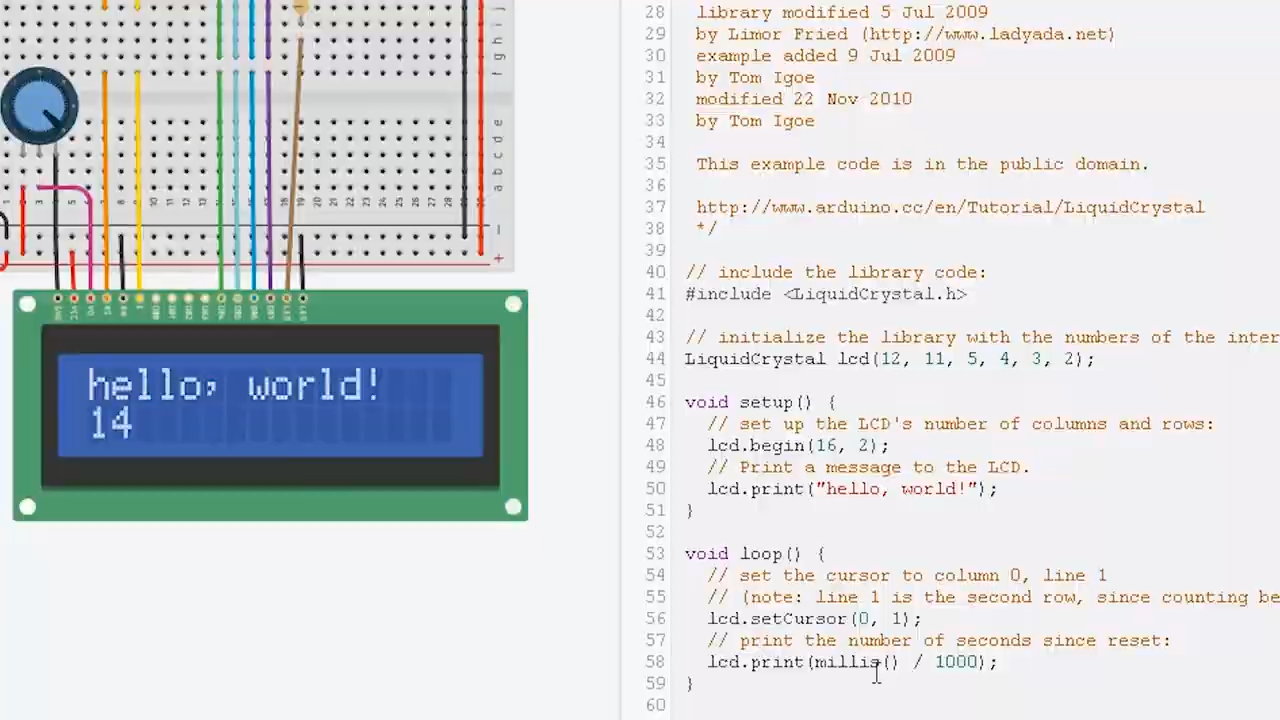 28 library modified 5 Jul 2009
29 by Limor Fried (http://www.ladyada.net)
30 example added 9 Jul 2009
31 by Tom Igoe
32 modified 22 Nov 2010
33 by Tom Igoe
34
35 This example code is in the public domain.
36
37 http://www.arduino.cc/en/Tutorial/LiquidCrystal
38 */
39
40 // include the library code:
41 #include <LiquidCrystal.h>
42
43 // initialize the library with the numbers of the inter
44 LiquidCrystal lcd(12, 11, 5, 4, 3, 2);
45
46 void setup() {
47 // set up the LCD's number of columns and rows:
48 lcd.begin(16, 2);
49 // Print a message to the LCD.
50 lcd.print("hello, world!");
51 }
52
53 void loop() {
54 // set the cursor to column 0, line 1
55 // (note: line 1 is the second row, since counting be
56 lcd.setCursor(0, 1);
57 // print the number of seconds since reset:
58 lcd.print(millis() / 1000);
59 }
60
f g h i j
a b c d e
hello, world!
14